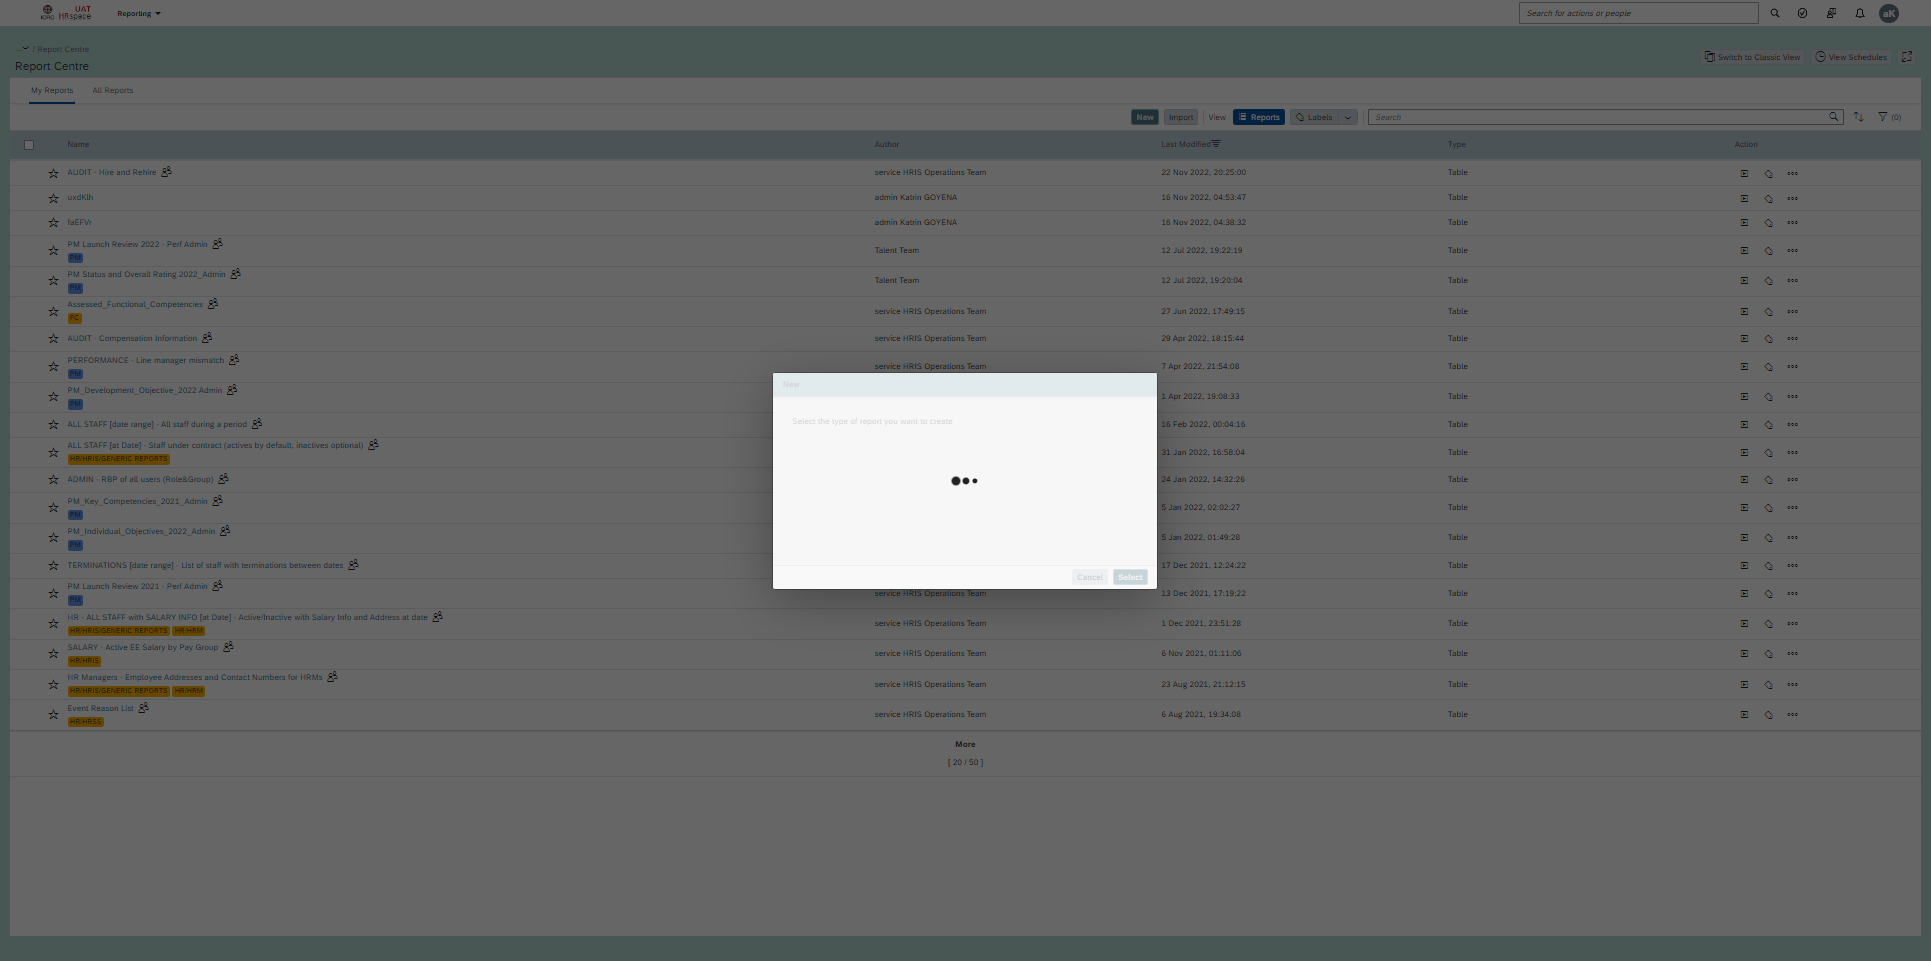 ICRC
UAT
HRspace
Reporting
Search for actions or people
aK
... / Report Centre
Report Centre
Switch to Classic View
View Schedules
My Reports
All Reports
New
Import
View
Reports
Labels
Search
(0)
Name
Author
Last Modified
Type
Action
AUDIT - Hire and Rehire
service HRIS Operations Team
22 Nov 2022, 20:25:00
Table
uxdKlh
admin Katrin GOYENA
16 Nov 2022, 04:53:47
Table
faEFVr
admin Katrin GOYENA
16 Nov 2022, 04:38:32
Table
PM Launch Review 2022 - Perf Admin
PM
Talent Team
12 Jul 2022, 19:22:19
Table
PM Status and Overall Rating 2022_Admin
PM
Talent Team
12 Jul 2022, 19:20:04
Table
Assessed_Functional_Competencies
FC
service HRIS Operations Team
27 Jun 2022, 17:49:15
Table
AUDIT - Compensation Information
service HRIS Operations Team
29 Apr 2022, 18:15:44
Table
PERFORMANCE - Line manager mismatch
PM
service HRIS Operations Team
7 Apr 2022, 21:54:08
Table
PM_Development_Objective_2022 Admin
PM
1 Apr 2022, 19:08:33
Table
ALL STAFF [date range] - All staff during a period
16 Feb 2022, 00:04:16
Table
ALL STAFF [at Date] - Staff under contract (actives by default, inactives optional)
HR/HRIS/GENERIC REPORTS
31 Jan 2022, 16:58:04
Table
ADMIN - RBP of all users (Role&Group)
24 Jan 2022, 14:32:26
Table
PM_Key_Competencies_2021_Admin
PM
5 Jan 2022, 02:02:27
Table
PM_Individual_Objectives_2022_Admin
PM
5 Jan 2022, 01:49:28
Table
TERMINATIONS [date range] - List of staff with terminations between dates
17 Dec 2021, 12:24:22
Table
PM Launch Review 2021 - Perf Admin
PM
service HRIS Operations Team
13 Dec 2021, 17:19:22
Table
HR - ALL STAFF with SALARY INFO [at Date] - Active/Inactive with Salary Info and Address at date
HR/HRIS/GENERIC REPORTS HR/HRM
service HRIS Operations Team
1 Dec 2021, 23:51:28
Table
SALARY - Active EE Salary by Pay Group
HR/HRIS
service HRIS Operations Team
6 Nov 2021, 01:11:06
Table
HR Managers - Employee Addresses and Contact Numbers for HRMs
HR/HRIS/GENERIC REPORTS HR/HRM
service HRIS Operations Team
23 Aug 2021, 21:12:15
Table
Event Reason List
HR/HRSS
service HRIS Operations Team
6 Aug 2021, 19:34:08
Table
More
[ 20 / 50 ]
New
Select the type of report you want to create
Cancel
Select